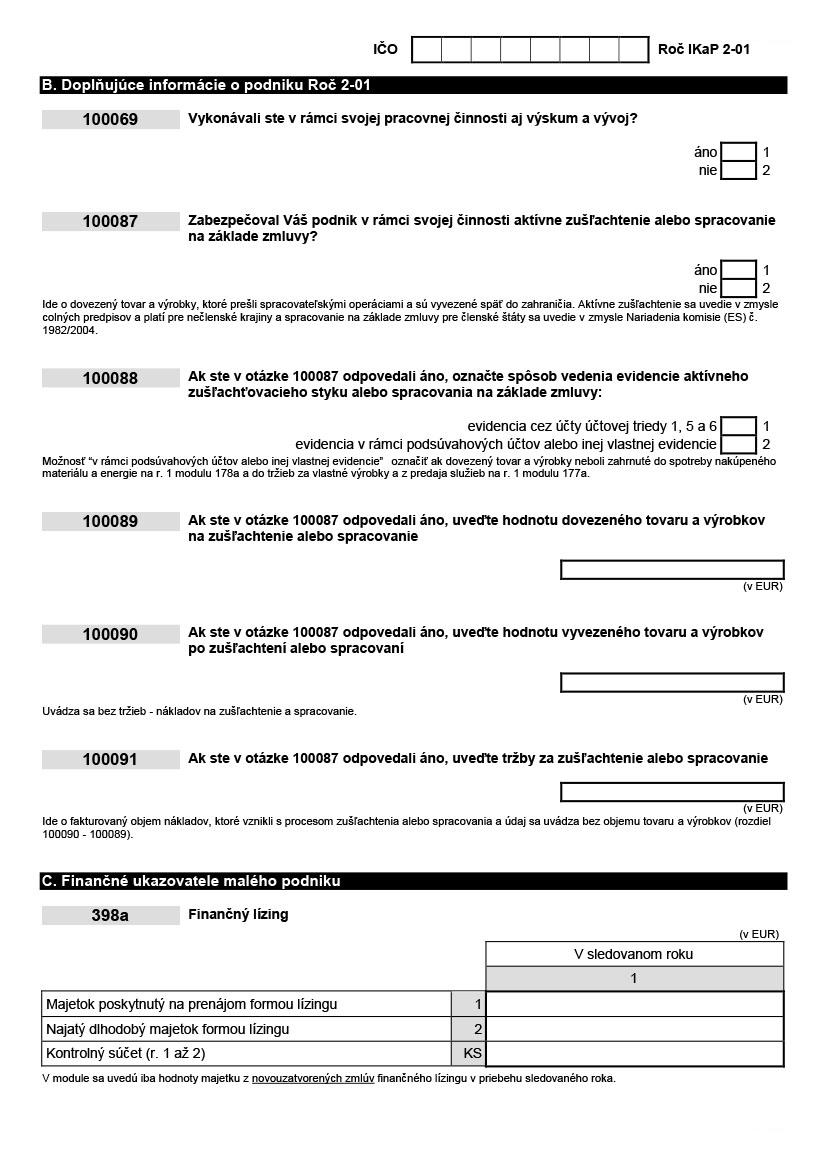 IČO Roč IKaP 2-01
B. Doplňujúce informácie o podniku Roč 2-01
100069 Vykonávali ste v rámci svojej pracovnej činnosti aj výskum a vývoj?
áno 1
nie 2
100087 Zabezpečoval Váš podnik v rámci svojej činnosti aktívne zušľachtenie alebo spracovanie
na základe zmluvy?
áno 1
nie 2
Ide o dovezený tovar a výrobky, ktoré prešli spracovateľskými operáciami a sú vyvezené späť do zahraničia. Aktívne zušľachtenie sa uvedie v zmysle
colných predpisov a platí pre nečlenské krajiny a spracovanie na základe zmluvy pre členské štáty sa uvedie v zmysle Nariadenia komisie (ES) č.
1982/2004.
100088 Ak ste v otázke 100087 odpovedali áno, označte spôsob vedenia evidencie aktívneho
zušľachťovacieho styku alebo spracovania na základe zmluvy:
evidencia cez účty účtovej triedy 1, 5 a 6 1
evidencia v rámci podsúvahových účtov alebo inej vlastnej evidencie 2
Možnosť “v rámci podsúvahových účtov alebo inej vlastnej evidencie” označiť ak dovezený tovar a výrobky neboli zahrnuté do spotreby nakúpeného
materiálu a energie na r. 1 modulu 178a a do tržieb za vlastné výrobky a z predaja služieb na r. 1 modulu 177a.
100089 Ak ste v otázke 100087 odpovedali áno, uveďte hodnotu dovezeného tovaru a výrobkov
na zušľachtenie alebo spracovanie
(v EUR)
100090 Ak ste v otázke 100087 odpovedali áno, uveďte hodnotu vyvezeného tovaru a výrobkov
po zušľachtení alebo spracovaní
(v EUR)
Uvádza sa bez tržieb - nákladov na zušľachtenie a spracovanie.
100091 Ak ste v otázke 100087 odpovedali áno, uveďte tržby za zušľachtenie alebo spracovanie
(v EUR)
Ide o fakturovaný objem nákladov, ktoré vznikli s procesom zušľachtenia alebo spracovania a údaj sa uvádza bez objemu tovaru a výrobkov (rozdiel
100090 - 100089).
C. Finančné ukazovatele malého podniku
398a Finančný lízing
(v EUR)
V sledovanom roku
1
Majetok poskytnutý na prenájom formou lízingu 1
Najatý dlhodobý majetok formou lízingu 2
Kontrolný súčet (r. 1 až 2) KS
V module sa uvedú iba hodnoty majetku z novouzatvorených zmlúv finančného lízingu v priebehu sledovaného roka.